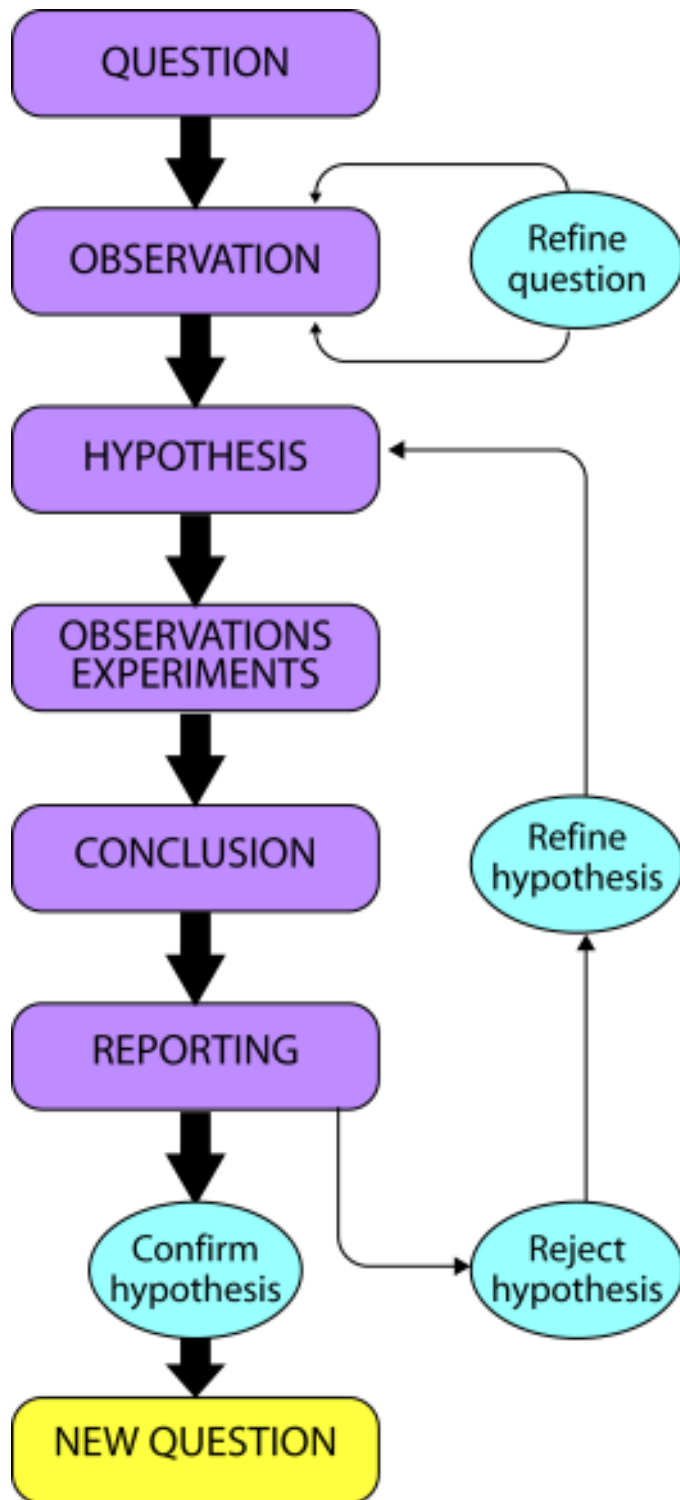 QUESTION
OBSERVATION
Refine
question
HYPOTHESIS
OBSERVATIONS
EXPERIMENTS
CONCLUSION
Refine
hypothesis
REPORTING
Confirm
hypothesis
Reject
hypothesis
NEW QUESTION